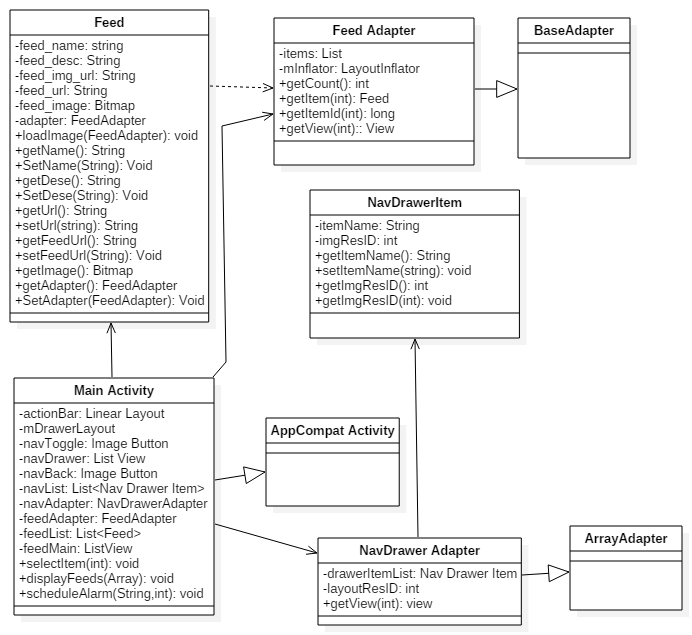 Feed
-feed_name: string
-feed_desc: String
-feed_img_url: String
-feed_url: String
-feed_image: Bitmap
-adapter: FeedAdapter
+loadImage(FeedAdapter): void
+getName(): String
+SetName(String): Void
+getDese(): String
+SetDese(String): Void
+getUrl(): String
+setUrl(string): String
+getFeedUrl(): String
+setFeedUrl(String): Void
+getImage(): Bitmap
+getAdapter(): FeedAdapter
+SetAdapter(FeedAdapter): Void
Feed Adapter
-items: List
-mInflator: LayoutInflator
+getCount(): int
+getItem(int): Feed
+getItemId(int): long
+getView(int):: View
BaseAdapter
NavDrawerItem
-itemName: String
-imgResID: int
+getItemName(): String
+setItemName(string): void
+getImgResID(): int
+getImgResID(int): void
Main Activity
-actionBar: Linear Layout
-mDrawerLayout
-navToggle: Image Button
-navDrawer: List View
-navBack: Image Button
-navList: List<Nav Drawer Item>
-navAdapter: NavDrawerAdapter
-feedAdapter: FeedAdapter
-feedList: List<Feed>
-feedMain: ListView
+selectItem(int): void
+displayFeeds(Array): void
+scheduleAlarm(String,int): void
AppCompat Activity
NavDrawer Adapter
-drawerItemList: Nav Drawer Item
-layoutResID: int
+getView(int): view
ArrayAdapter